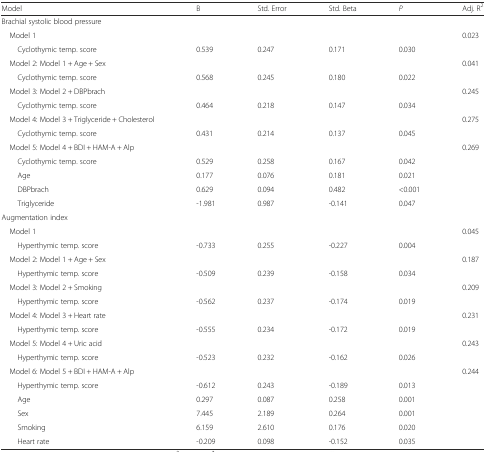 Model B Std. Error Std. Beta P Adj. R²
Brachial systolic blood pressure
Model 1 0.023
Cyclothymic temp. score 0.539 0.247 0.171 0.030
Model 2: Model 1 + Age + Sex 0.041
Cyclothymic temp. score 0.568 0.245 0.180 0.022
Model 3: Model 2 + DBPbrach 0.245
Cyclothymic temp. score 0.464 0.218 0.147 0.034
Model 4: Model 3 + Triglyceride + Cholesterol 0.275
Cyclothymic temp. score 0.431 0.214 0.137 0.045
Model 5: Model 4 + BDI + HAM-A + Alp 0.269
Cyclothymic temp. score 0.529 0.258 0.167 0.042
Age 0.177 0.076 0.181 0.021
DBPbrach 0.629 0.094 0.482 <0.001
Triglyceride -1.981 0.987 -0.141 0.047
Augmentation index
Model 1 0.045
Hyperthymic temp. score -0.733 0.255 -0.227 0.004
Model 2: Model 1 + Age + Sex 0.187
Hyperthymic temp. score -0.509 0.239 -0.158 0.034
Model 3: Model 2 + Smoking 0.209
Hyperthymic temp. score -0.562 0.237 -0.174 0.019
Model 4: Model 3 + Heart rate 0.231
Hyperthymic temp. score -0.555 0.234 -0.172 0.019
Model 5: Model 4 + Uric acid 0.243
Hyperthymic temp. score -0.523 0.232 -0.162 0.026
Model 6: Model 5 + BDI + HAM-A + Alp 0.244
Hyperthymic temp. score -0.612 0.243 -0.189 0.013
Age 0.297 0.087 0.258 0.001
Sex 7.445 2.189 0.264 0.001
Smoking 6.159 2.610 0.176 0.020
Heart rate -0.209 0.098 -0.152 0.035